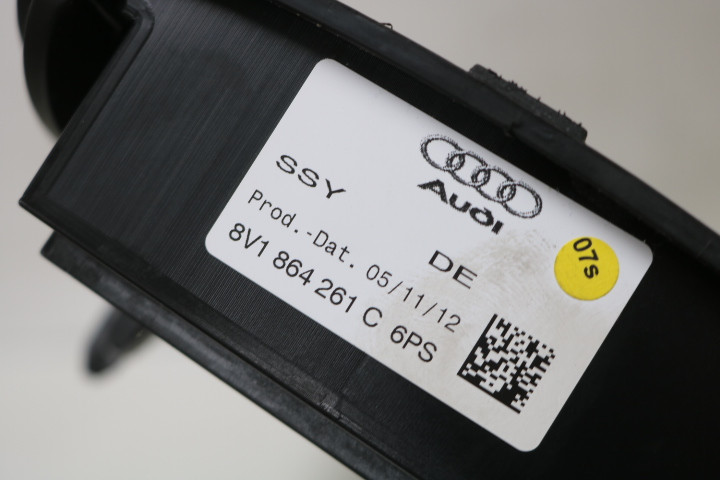 Audi
SSY
DE
Prod.-Dat. 05/11/12
8V1 864 261 C 6PS
07s